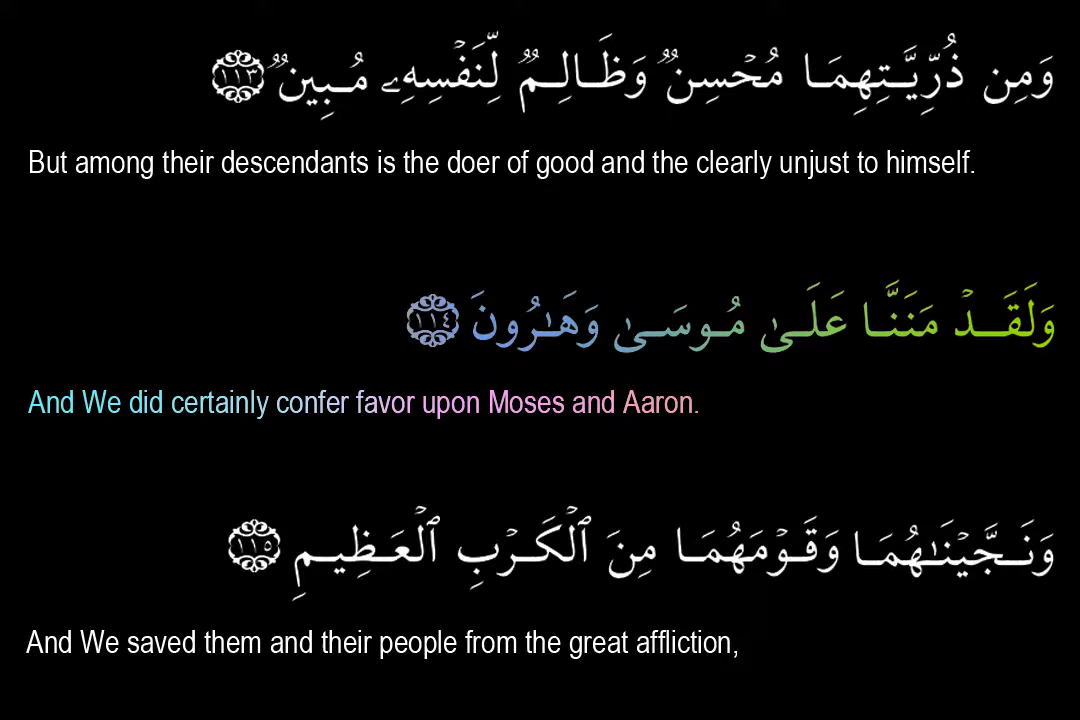 وَمِن ذُرِّيَّتِهِمَا مُحْسِنٌ وَظَالِمٌ لِّنَفْسِهِۦ مُبِينٌ ١١٣
But among their descendants is the doer of good and the clearly unjust to himself.
وَلَقَدْ مَنَنَّا عَلَىٰ مُوسَىٰ وَهَـٰرُونَ ١١٤
And We did certainly confer favor upon Moses and Aaron.
وَنَجَّيْنَـٰهُمَا وَقَوْمَهُمَا مِنَ ٱلْكَرْبِ ٱلْعَظِيمِ ١١٥
And We saved them and their people from the great affliction,